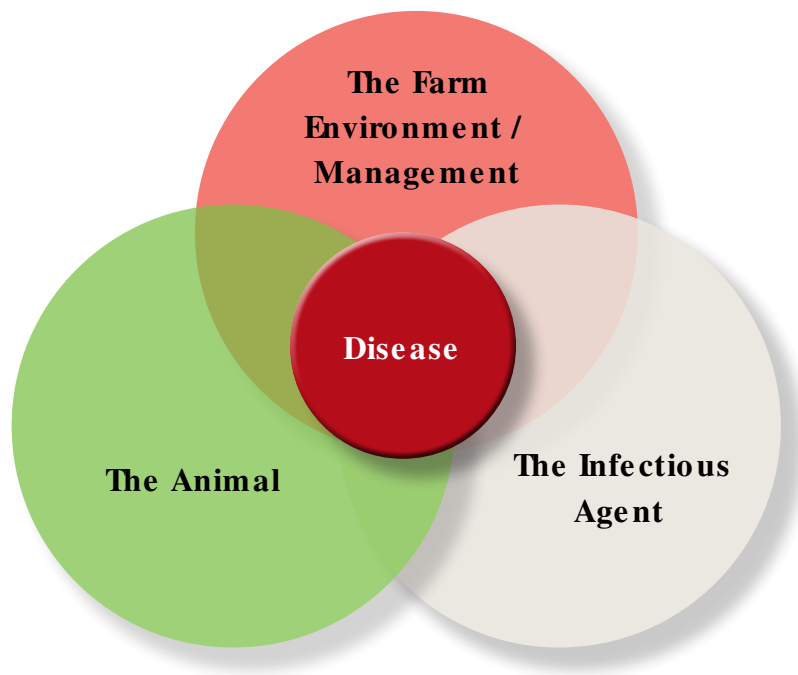 The Farm
Environment /
Management
Disease
The Animal
The Infectious
Agent